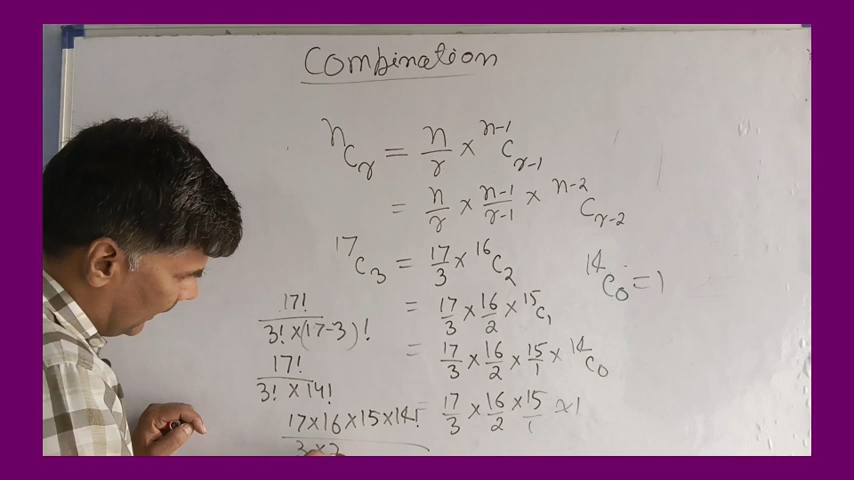 Combination
ⁿCᵣ = n/r × ⁿ⁻¹Cᵣ₋₁
= n/r × n-1/r-1 × ⁿ⁻²Cᵣ₋₂
¹⁷C₃ = 17/3 × ¹⁶C₂
¹⁴C₀ = 1
= 17/3 × 16/2 × ¹⁵C₁
= 17/3 × 16/2 × 15/1 × ¹⁴C₀
= 17/3 × 16/2 × 15/1 × 1
17!/3! × (17-3)!
17!/3! × 14!
17×16×15×14!/3×2